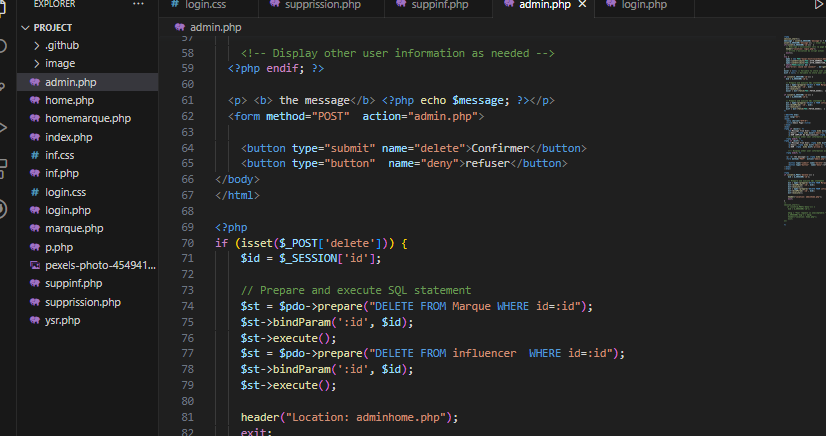 EXPLORER ...
login.css supprission.php suppinf.php admin.php × login.php
PROJECT
.github
image
admin.php
home.php
homemarque.php
index.php
inf.css
inf.php
login.css
login.php
marque.php
p.php
pexels-photo-454941...
suppinf.php
supprission.php
ysr.php
admin.php
57
58 <!-- Display other user information as needed -->
59 <?php endif; ?>
60
61 <p> <b> the message</b> <?php echo $message; ?></p>
62 <form method="POST"  action="admin.php">
63
64 <button type="submit" name="delete">Confirmer</button>
65 <button type="button"  name="deny">refuser</button>
66 </body>
67 </html>
68
69 <?php
70 if (isset($_POST['delete'])) {
71 $id = $_SESSION['id'];
72
73 // Prepare and execute SQL statement
74 $st = $pdo->prepare("DELETE FROM Marque WHERE id=:id");
75 $st->bindParam(':id', $id);
76 $st->execute();
77 $st = $pdo->prepare("DELETE FROM influencer  WHERE id=:id");
78 $st->bindParam(':id', $id);
79 $st->execute();
80
81 header("Location: adminhome.php");
82 exit;